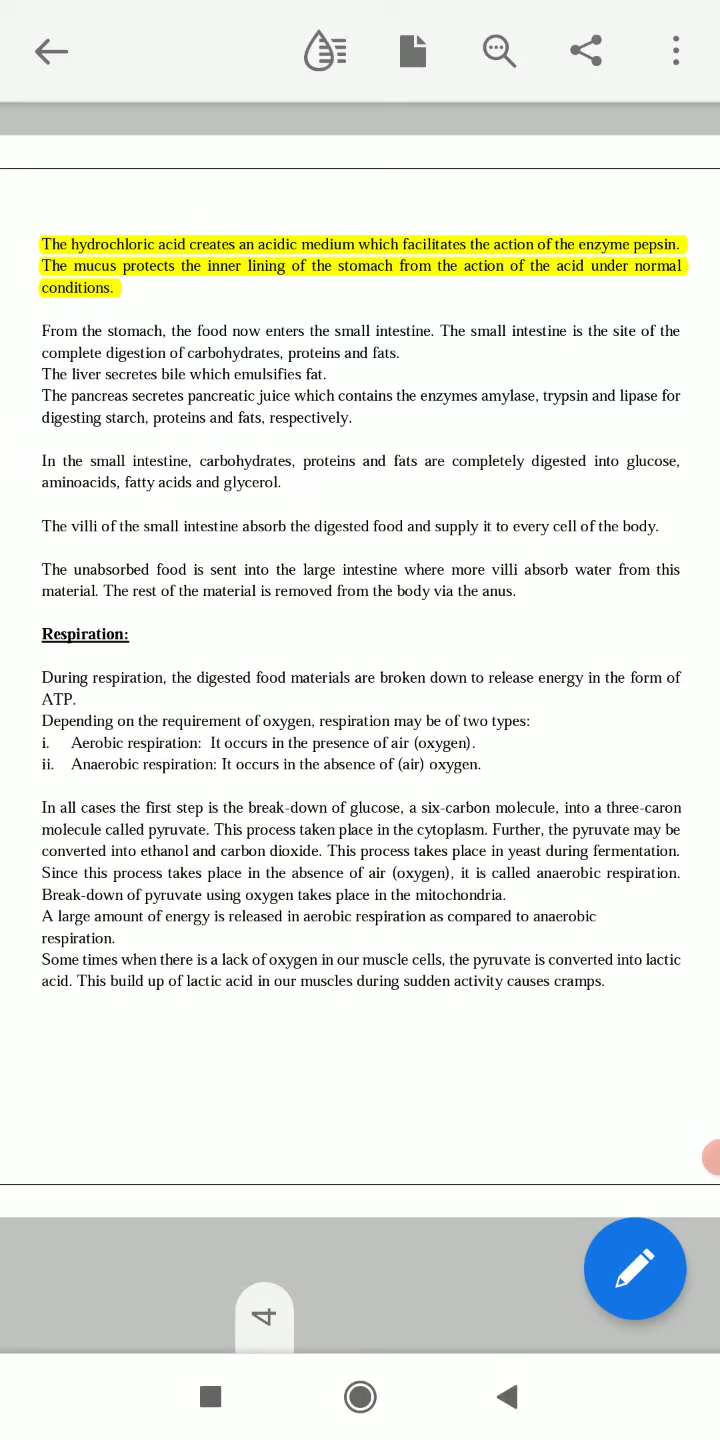 The hydrochloric acid creates an acidic medium which facilitates the action of the enzyme pepsin.
The mucus protects the inner lining of the stomach from the action of the acid under normal
conditions.
From the stomach, the food now enters the small intestine. The small intestine is the site of the
complete digestion of carbohydrates, proteins and fats.
The liver secretes bile which emulsifies fat.
The pancreas secretes pancreatic juice which contains the enzymes amylase, trypsin and lipase for
digesting starch, proteins and fats, respectively.
In the small intestine, carbohydrates, proteins and fats are completely digested into glucose,
aminoacids, fatty acids and glycerol.
The villi of the small intestine absorb the digested food and supply it to every cell of the body.
The unabsorbed food is sent into the large intestine where more villi absorb water from this
material. The rest of the material is removed from the body via the anus.
Respiration:
During respiration, the digested food materials are broken down to release energy in the form of
ATP.
Depending on the requirement of oxygen, respiration may be of two types:
i. Aerobic respiration: It occurs in the presence of air (oxygen).
ii. Anaerobic respiration: It occurs in the absence of (air) oxygen.
In all cases the first step is the break-down of glucose, a six-carbon molecule, into a three-caron
molecule called pyruvate. This process taken place in the cytoplasm. Further, the pyruvate may be
converted into ethanol and carbon dioxide. This process takes place in yeast during fermentation.
Since this process takes place in the absence of air (oxygen), it is called anaerobic respiration.
Break-down of pyruvate using oxygen takes place in the mitochondria.
A large amount of energy is released in aerobic respiration as compared to anaerobic
respiration.
Some times when there is a lack of oxygen in our muscle cells, the pyruvate is converted into lactic
acid. This build up of lactic acid in our muscles during sudden activity causes cramps.
4